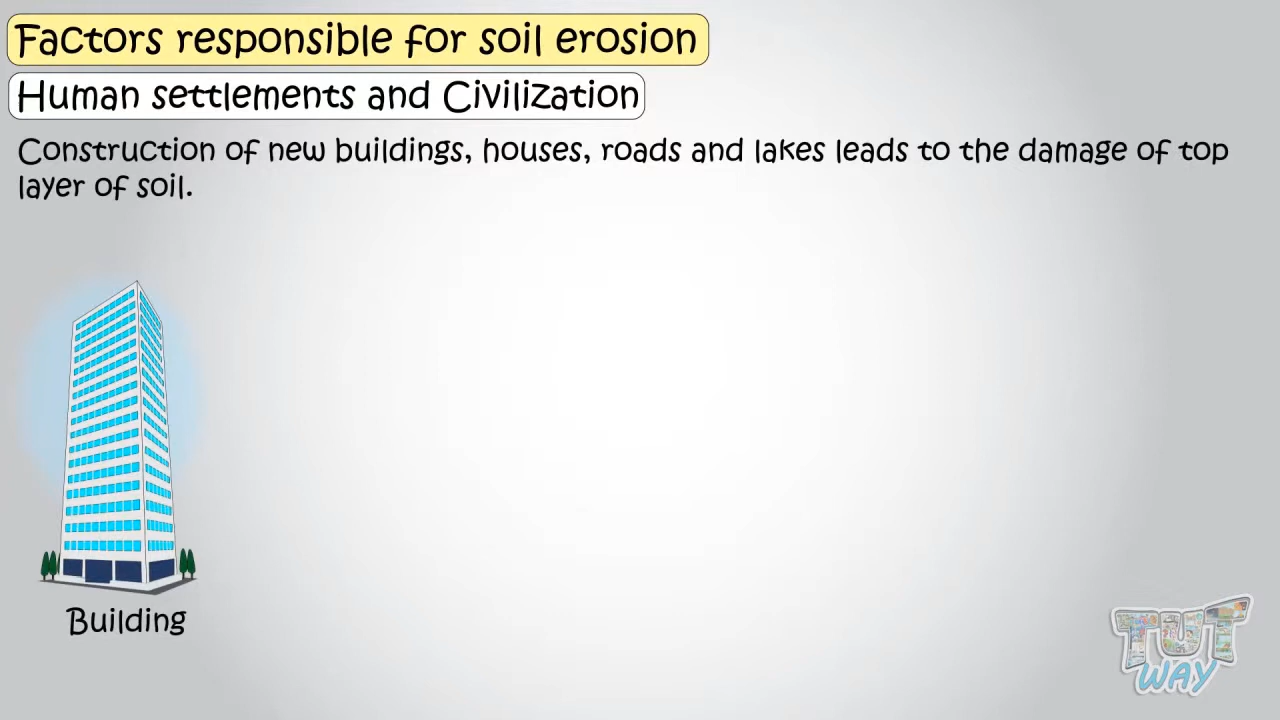 Factors responsible for soil erosion
Human settlements and Civilization
Construction of new buildings, houses, roads and lakes leads to the damage of top
layer of soil.
Building
TUT
WAY